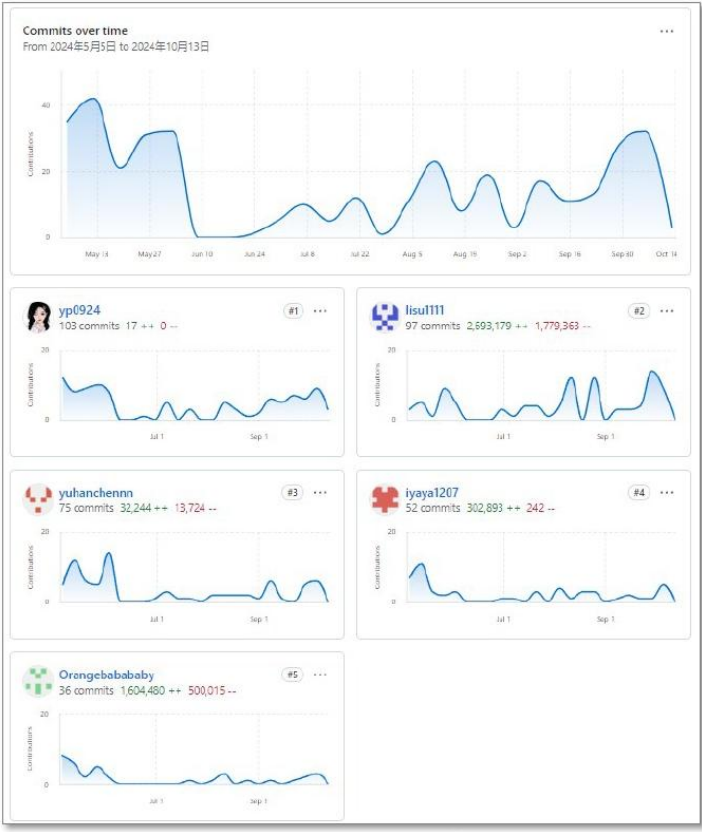 Commits over time
From 2024年5月5日 to 2024年10月13日
Contributions
40
20
0
May 13 May 27 Jun 10 Jun 24 Jul 8 Jul 22 Aug 5 Aug 19 Sep 2 Sep 16 Sep 30 Oct 14
yp0924 #1
103 commits 17 ++ 0 --
Contributions
20
0
Jul 1 Sep 1
lisu1111 #2
97 commits 2,693,179 ++ 1,779,363 --
Contributions
20
0
Jul 1 Sep 1
yuhanchennn #3
75 commits 32,244 ++ 13,724 --
Contributions
20
0
Jul 1 Sep 1
iyaya1207 #4
52 commits 302,893 ++ 242 --
Contributions
20
0
Jul 1 Sep 1
Orangebabababy #5
36 commits 1,604,480 ++ 500,015 --
Contributions
20
0
Jul 1 Sep 1